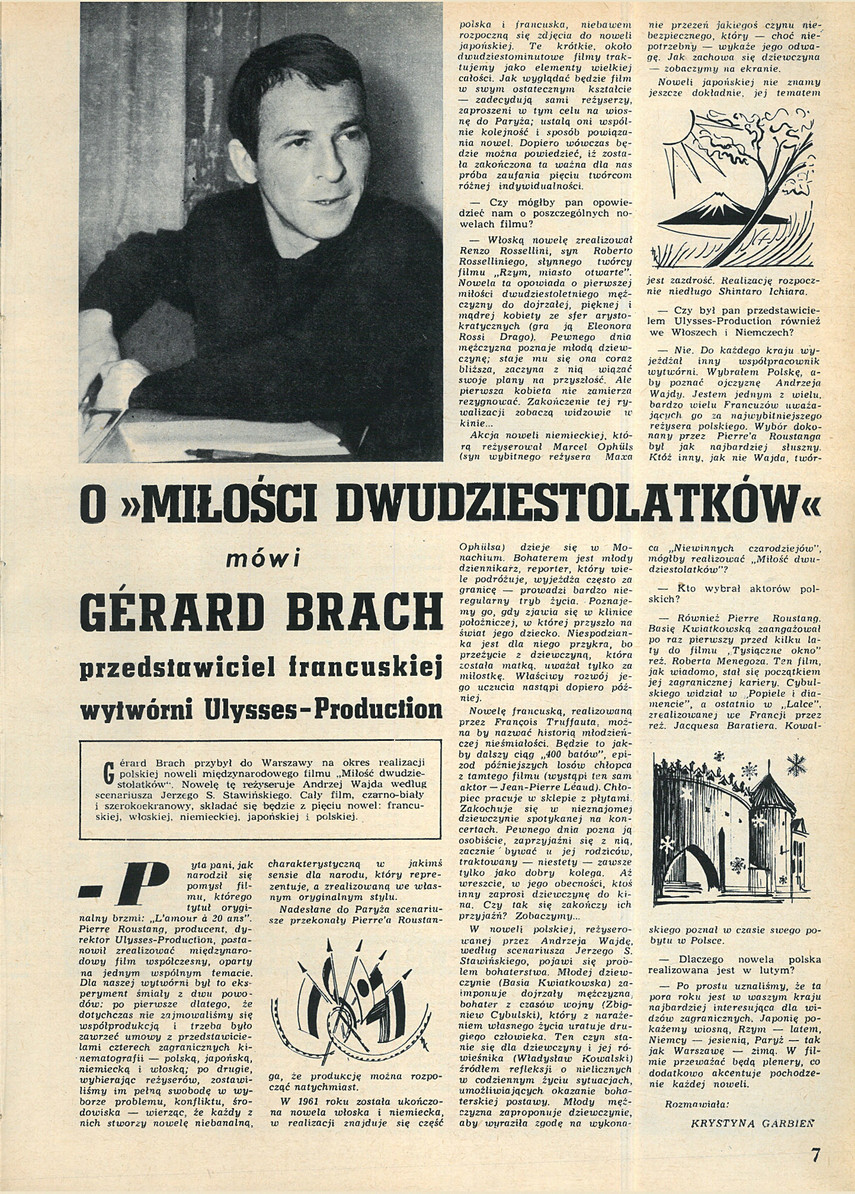 O »MIŁOŚCI DWUDZIESTOLATKÓW«
mówi
GÉRARD BRACH
przedstawiciel francuskiej
wytwórni Ulysses-Production
Gérard Brach przybył do Warszawy na okres realizacji
polskiej noweli międzynarodowego filmu „Miłość dwudzie-
stolatków". Nowelę tę reżyseruje Andrzej Wajda według
scenariusza Jerzego S. Stawińskiego. Cały film, czarno-biały
i szerokoekranowy, składać się będzie z pięciu nowel: francu-
skiej, włoskiej, niemieckiej, japońskiej i polskiej.
— Pyta pani, jak
narodził się
pomysł fil-
mu, którego
tytuł orygi-
nalny brzmi: „L'amour à 20 ans".
Pierre Roustang, producent, dy-
rektor Ulysses-Production, posta-
nowił zrealizować międzynaro-
dowy film współczesny, oparty
na jednym wspólnym temacie.
Dla naszej wytwórni był to eks-
peryment śmiały z dwu powo-
dów: po pierwsze dlatego, że
dotychczas nie zajmowaliśmy się
współprodukcją i trzeba było
zawrzeć umowy z przedstawicie-
lami czterech zagranicznych ki-
nematografii — polską, japońską,
niemiecką i włoską; po drugie,
wybierając reżyserów, zostawi-
liśmy im pełną swobodę w wy-
borze problemu, konfliktu, śro-
dowiska — wierząc, że każdy z
nich stworzy nowelę niebanalną,
charakterystyczną w jakimś
sensie dla narodu, który repre-
zentuje, a zrealizowaną we włas-
nym oryginalnym stylu.
Nadesłane do Paryża scenariu-
sze przekonały Pierre'a Roustan-
ga, że produkcję można rozpo-
cząć natychmiast.
W 1961 roku została ukończo-
na nowela włoska i niemiecka,
w realizacji znajduje się część
polska i francuska, niebawem
rozpoczną się zdjęcia do noweli
japońskiej. Te krótkie, około
dwudziestominutowe filmy trak-
tujemy jako elementy wielkiej
całości. Jak wyglądać będzie film
w swym ostatecznym kształcie
— zadecydują sami reżyserzy,
zaproszeni w tym celu na wios-
nę do Paryża; ustalą oni wspól-
nie kolejność i sposób powiąza-
nia nowel. Dopiero wówczas bę-
dzie można powiedzieć, iż zosta-
ła zakończona ta ważna dla nas
próba zaufania pięciu twórcom
różnej indywidualności.
— Czy mógłby pan opowie-
dzieć nam o poszczególnych no-
welach filmu?
— Włoską nowelę zrealizował
Renzo Rossellini, syn Roberto
Rosselliniego, słynnego twórcy
filmu „Rzym, miasto otwarte".
Nowela ta opowiada o pierwszej
miłości dwudziestoletniego męż-
czyzny do dojrzałej, pięknej i
mądrej kobiety ze sfer arysto-
kratycznych (gra ją Eleonora
Rossi Drago). Pewnego dnia
mężczyzna poznaje młodą dziew-
czynę; staje mu się ona coraz
bliższa, zaczyna z nią wiązać
swoje plany na przyszłość. Ale
pierwsza kobieta nie zamierza
rezygnować. Zakończenie tej ry-
walizacji zobaczą widzowie w
kinie...
Akcja noweli niemieckiej, któ-
rą reżyserował Marcel Ophüls
(syn wybitnego reżysera Maxa
Ophülsa) dzieje się w Mo-
nachium. Bohaterem jest młody
dziennikarz, reporter, który wie-
le podróżuje, wyjeżdża często za
granicę — prowadzi bardzo nie-
regularny tryb życia. Poznaje-
my go, gdy zjawia się w klinice
położniczej, w której przyszło na
świat jego dziecko. Niespodzian-
ka jest dla niego przykra, bo
przeżycie z dziewczyną, która
została matką, uważał tylko za
miłostkę. Właściwy rozwój je-
go uczucia nastąpi dopiero póź-
niej.
Nowelę francuską, realizowaną
przez François Truffauta, moż-
na by nazwać historią młodzień-
czej nieśmiałości. Będzie to jak-
by dalszy ciąg „400 batów", epi-
zod późniejszych losów chłopca
z tamtego filmu (wystąpi ten sam
aktor — Jean-Pierre Léaud). Chło-
piec pracuje w sklepie z płytami.
Zakochuje się w nieznajomej
dziewczynie spotykanej na kon-
certach. Pewnego dnia pozna ją
osobiście, zaprzyjaźni się z nią,
zacznie bywać u jej rodziców,
traktowany — niestety — zawsze
tylko jako dobry kolega. Aż
wreszcie, w jego obecności, ktoś
inny zaprosi dziewczynę do ki-
na. Czy tak się zakończy ich
przyjaźń? Zobaczymy...
W noweli polskiej, reżysero-
wanej przez Andrzeja Wajdę,
według scenariusza Jerzego S.
Stawińskiego, pojawi się prob-
lem bohaterstwa. Młodej dziew-
czynie (Basia Kwiatkowska) za-
imponuje dojrzały mężczyzna,
bohater z czasów wojny (Zbig-
niew Cybulski), który z naraże-
niem własnego życia uratuje dru-
giego człowieka. Ten czyn sta-
nie się dla dziewczyny i jej ró-
wieśnika (Władysław Kowalski)
źródłem refleksji o nielicznych
w codziennym życiu sytuacjach,
umożliwiających okazanie boha-
terskiej postawy. Młody męż-
czyzna zaproponuje dziewczynie,
aby wyraziła zgodę na wykona-
nie przezeń jakiegoś czynu nie-
bezpiecznego, który — choć nie-
potrzebny — wykaże jego odwa-
gę. Jak zachowa się dziewczyna
— zobaczymy na ekranie.
Noweli japońskiej nie znamy
jeszcze dokładnie, jej tematem
jest zazdrość. Realizację rozpocz-
nie niedługo Shintaro Ichiara.
— Czy był pan przedstawicie-
lem Ulysses-Production również
we Włoszech i Niemczech?
— Nie. Do każdego kraju wy-
jeżdżał inny współpracownik
wytwórni. Wybrałem Polskę, a-
by poznać ojczyznę Andrzeja
Wajdy. Jestem jednym z wielu,
bardzo wielu Francuzów uważa-
jących go za najwybitniejszego
reżysera polskiego. Wybór doko-
nany przez Pierre'a Roustanga
był jak najbardziej słuszny.
Któż inny, jak nie Wajda, twór-
ca „Niewinnych czarodziejów",
mógłby realizować „Miłość dwu-
dziestolatków"?
— Kto wybrał aktorów pol-
skich?
— Również Pierre Roustang.
Basię Kwiatkowską zaangażował
po raz pierwszy przed kilku la-
ty do filmu „Tysiączne okno"
reż. Roberta Menegoza. Ten film,
jak wiadomo, stał się początkiem
jej zagranicznej kariery. Cybul-
skiego widział w „Popiele i dia-
mencie", a ostatnio w „Lalce",
zrealizowanej we Francji przez
reż. Jacquesa Baratiera. Kowal-
skiego poznał w czasie swego po-
bytu w Polsce.
— Dlaczego nowela polska
realizowana jest w lutym?
— Po prostu uznaliśmy, że ta
pora roku jest w waszym kraju
najbardziej interesująca dla wi-
dzów zagranicznych. Japonię po-
każemy wiosną, Rzym — latem,
Niemcy — jesienią, Paryż — tak
jak Warszawę — zimą. W fil-
mie przeważać będą plenery, co
dodatkowo akcentuje pochodze-
nie każdej noweli.
Rozmawiała:
KRYSTYNA GARBIEŃ
7